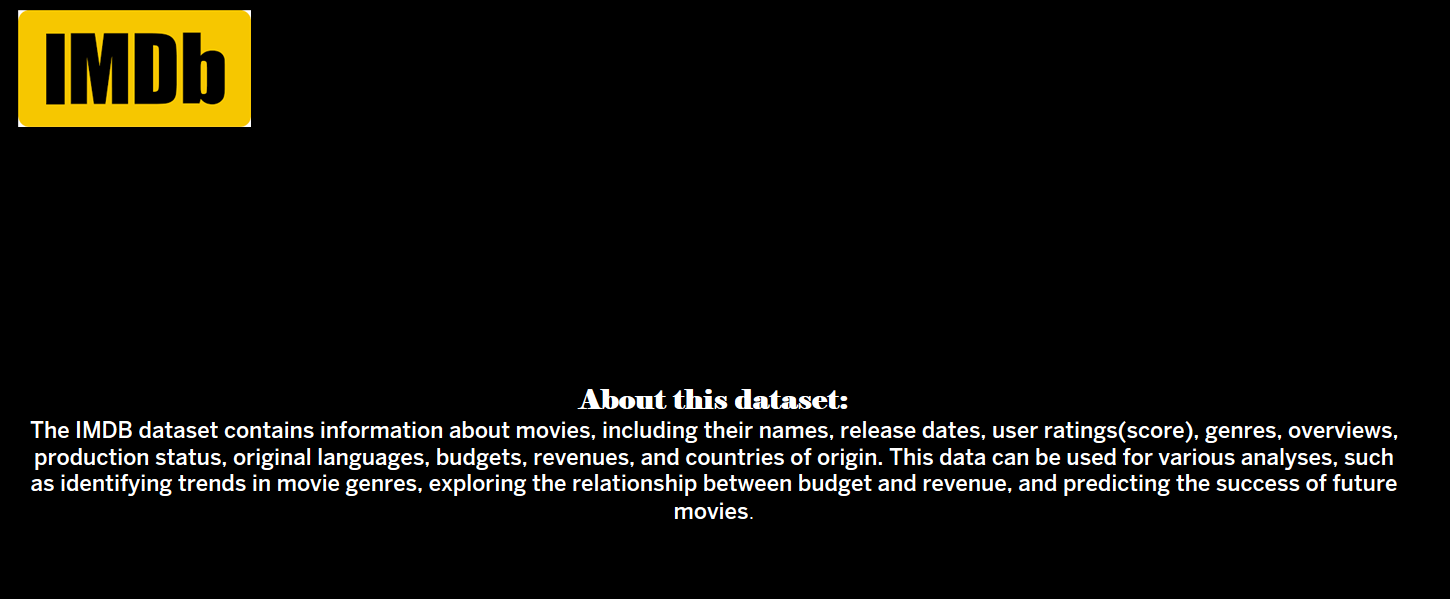 IMDb
About this dataset:
The IMDB dataset contains information about movies, including their names, release dates, user ratings(score), genres, overviews,
production status, original languages, budgets, revenues, and countries of origin. This data can be used for various analyses, such
as identifying trends in movie genres, exploring the relationship between budget and revenue, and predicting the success of future
movies.